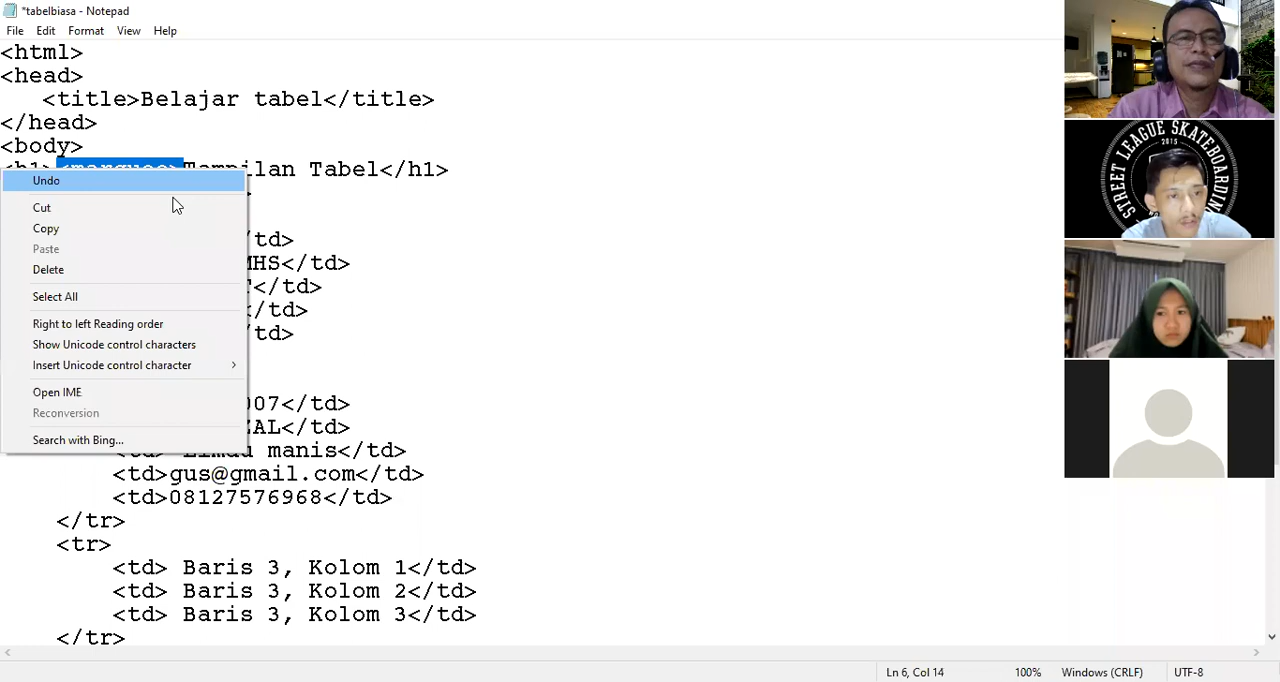 *tabelbiasa - Notepad
File Edit Format View Help
<html>
<head>
<title>Belajar tabel</title>
</head>
<body>
<h1><marquee>Tampilan Tabel</h1>
/td>
MHS</td>
T</td>
</td>
/td>
007</td>
ZAL</td>
manis</td>
<td>gus@gmail.com</td>
<td>08127576968</td>
</tr>
<tr>
<td> Baris 3, Kolom 1</td>
<td> Baris 3, Kolom 2</td>
<td> Baris 3, Kolom 3</td>
</tr>
Undo
Cut
Copy
Paste
Delete
Select All
Right to left Reading order
Show Unicode control characters
Insert Unicode control character
Open IME
Reconversion
Search with Bing...
STREET LEAGUE SKATEBOARDING
2015
Ln 6, Col 14 100% Windows (CRLF) UTF-8